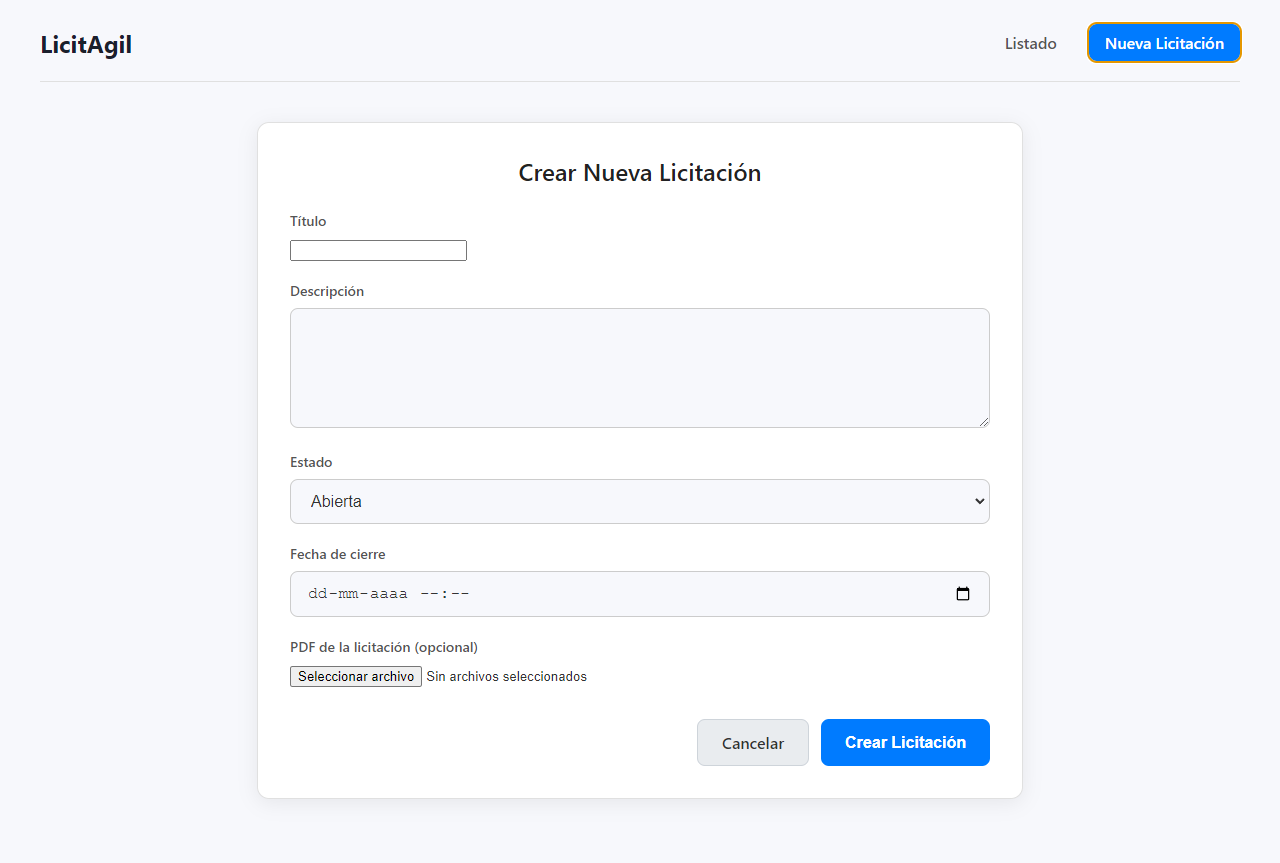 LicitAgil
Listado
Nueva Licitación
Crear Nueva Licitación
Título
Descripción
Estado
Abierta
Fecha de cierre
dd-mm-aaaa --:--
PDF de la licitación (opcional)
Seleccionar archivo Sin archivos seleccionados
Cancelar
Crear Licitación